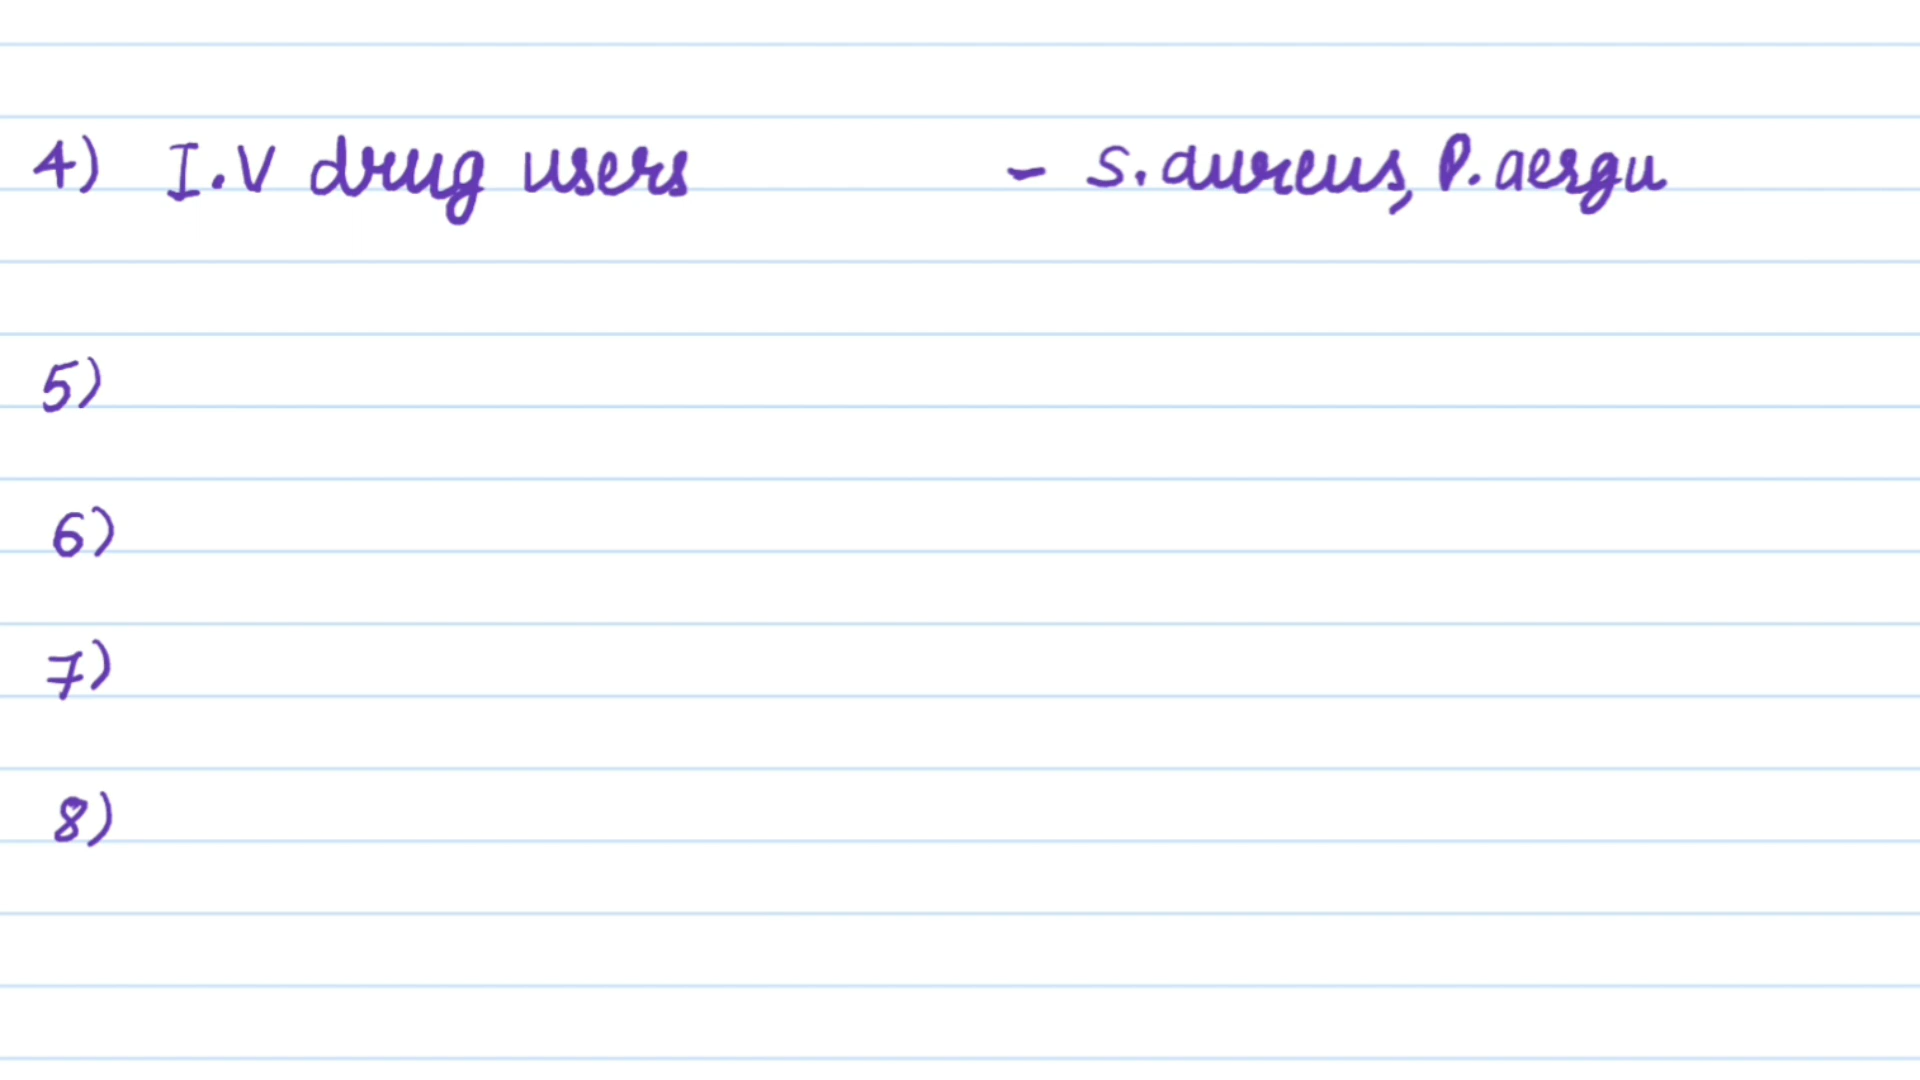 4) I.V drug users - S. aureus, P. aergu
5)
6)
7)
8)